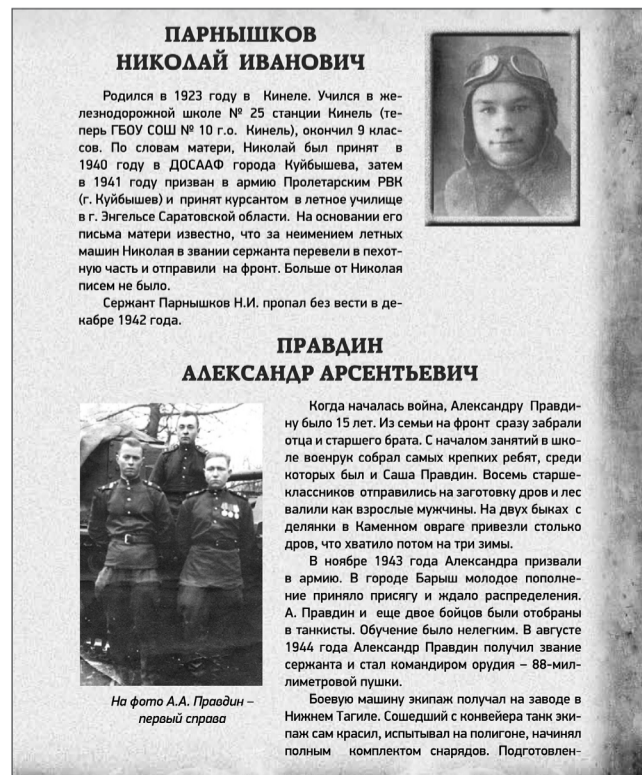 ПАРНЫШКОВ
НИКОЛАЙ ИВАНОВИЧ
Родился в 1923 году в Кинеле. Учился в же-
лезнодорожной школе № 25 станции Кинель (те-
перь ГБОУ СОШ № 10 г.о. Кинель), окончил 9 клас-
сов. По словам матери, Николай был принят в
1940 году в ДОСААФ города Куйбышева, затем
в 1941 году призван в армию Пролетарским РВК
(г. Куйбышев) и принят курсантом в летное училище
в г. Энгельсе Саратовской области. На основании его
письма матери известно, что за неимением летных
машин Николая в звании сержанта перевели в пехот-
ную часть и отправили на фронт. Больше от Николая
писем не было.
Сержант Парнышков Н.И. пропал без вести в де-
кабре 1942 года.
ПРАВДИН
АЛЕКСАНДР АРСЕНТЬЕВИЧ
Когда началась война, Александру Правди-
ну было 15 лет. Из семьи на фронт сразу забрали
отца и старшего брата. С началом занятий в шко-
ле военрук собрал самых крепких ребят, среди
которых был и Саша Правдин. Восемь старше-
классников отправились на заготовку дров и лес
валили как взрослые мужчины. На двух быках с
делянки в Каменном овраге привезли столько
дров, что хватило потом на три зимы.
В ноябре 1943 года Александра призвали
в армию. В городе Барыш молодое пополне-
ние приняло присягу и ждало распределения.
А. Правдин и еще двое бойцов были отобраны
в танкисты. Обучение было нелегким. В августе
1944 года Александр Правдин получил звание
сержанта и стал командиром орудия – 88-мил-
лиметровой пушки.
Боевую машину экипаж получал на заводе в
Нижнем Тагиле. Сошедший с конвейера танк эки-
паж сам красил, испытывал на полигоне, начинял
полным комплектом снарядов. Подготовлен-
На фото А.А. Правдин –
первый справа